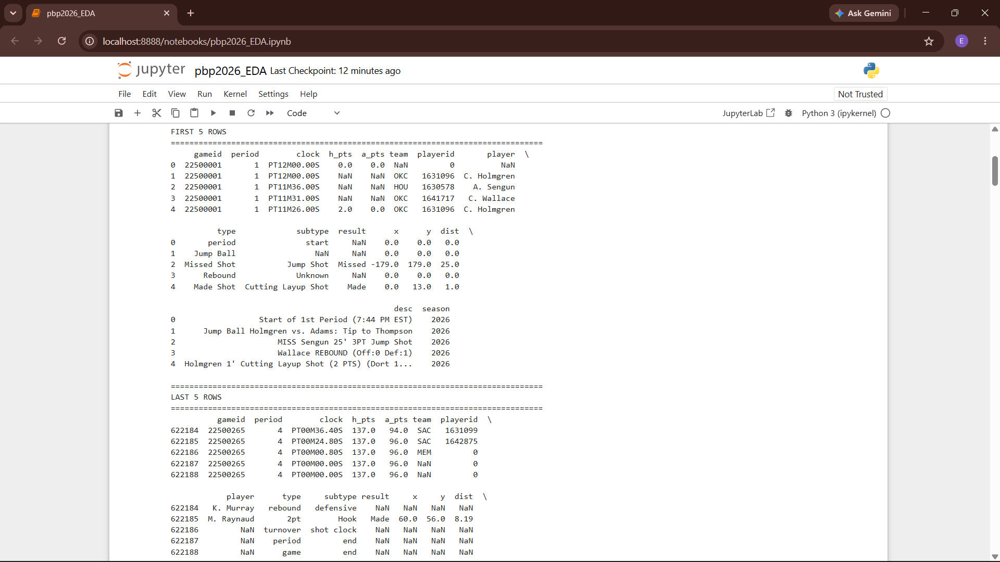 pbp2026_EDA
Ask Gemini
localhost:8888/notebooks/pbp2026_EDA.ipynb
E
jupyter pbp2026_EDA Last Checkpoint: 12 minutes ago
File Edit View Run Kernel Settings Help Not Trusted
Code JupyterLab Python 3 (ipykernel)
FIRST 5 ROWS
================================================================================
     gameid  period        clock  h_pts  a_pts team  playerid       player  \
0  22500001       1  PT12M00.00S    0.0    0.0  NaN         0          NaN
1  22500001       1  PT12M00.00S    NaN    NaN  OKC   1631096  C. Holmgren
2  22500001       1  PT11M36.00S    NaN    NaN  HOU   1630578    A. Sengun
3  22500001       1  PT11M31.00S    NaN    NaN  OKC   1641717   C. Wallace
4  22500001       1  PT11M26.00S    2.0    0.0  OKC   1631096  C. Holmgren
          type             subtype  result      x      y  dist  \
0       period               start     NaN    0.0    0.0   0.0
1    Jump Ball                 NaN     NaN    0.0    0.0   0.0
2  Missed Shot           Jump Shot  Missed -179.0  179.0  25.0
3      Rebound             Unknown     NaN    0.0    0.0   0.0
4    Made Shot  Cutting Layup Shot    Made    0.0   13.0   1.0
                                                desc  season
0                  Start of 1st Period (7:44 PM EST)    2026
1      Jump Ball Holmgren vs. Adams: Tip to Thompson    2026
2                      MISS Sengun 25' 3PT Jump Shot    2026
3                      Wallace REBOUND (Off:0 Def:1)    2026
4  Holmgren 1' Cutting Layup Shot (2 PTS) (Dort 1...    2026
================================================================================
LAST 5 ROWS
================================================================================
          gameid  period        clock  h_pts  a_pts team  playerid  \
622184  22500265       4  PT00M36.40S  137.0   94.0  SAC   1631099
622185  22500265       4  PT00M24.80S  137.0   96.0  SAC   1642875
622186  22500265       4  PT00M00.80S  137.0   96.0  MEM         0
622187  22500265       4  PT00M00.00S  137.0   96.0  NaN         0
622188  22500265       4  PT00M00.00S  137.0   96.0  NaN         0
            player      type     subtype result     x     y  dist  \
622184   K. Murray   rebound   defensive    NaN   NaN   NaN   NaN
622185  M. Raynaud       2pt        Hook   Made  60.0  56.0  8.19
622186         NaN  turnover  shot clock    NaN   NaN   NaN   NaN
622187         NaN    period         end    NaN   NaN   NaN   NaN
622188         NaN      game         end    NaN   NaN   NaN   NaN